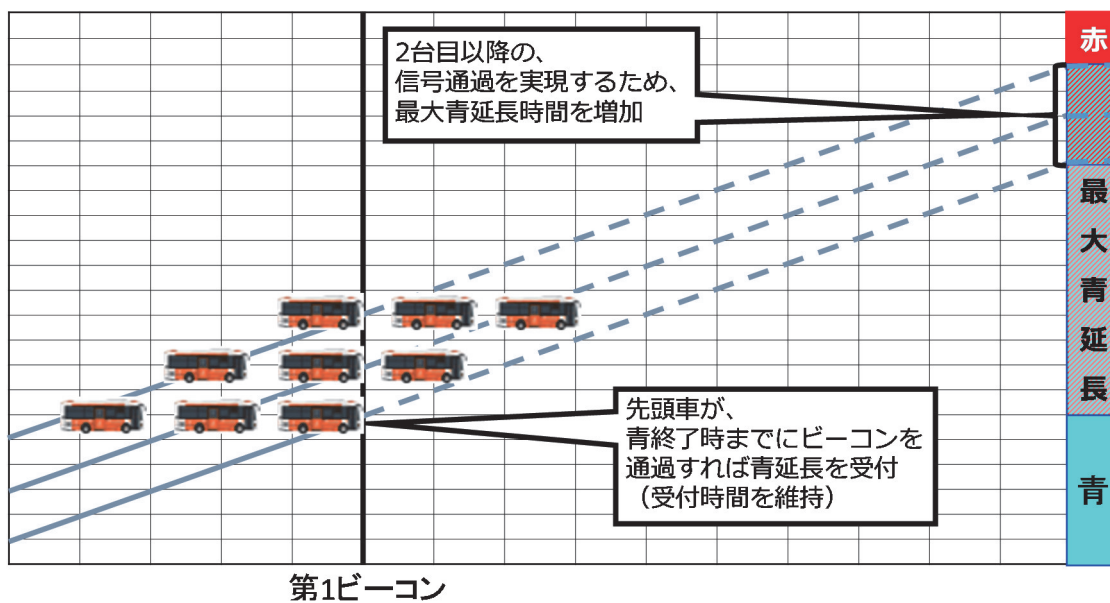 2台目以降の、
信号通過を実現するため、
最大青延長時間を増加
赤
最
大
青
延
長
先頭車が、
青終了時までにビーコンを
通過すれば青延長を受付
（受付時間を維持）
青
第1ビーコン